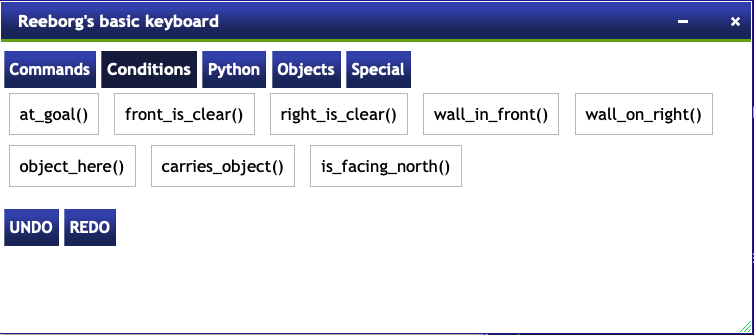 Reeborg's basic keyboard
Commands Conditions Python Objects Special
at_goal() front_is_clear() right_is_clear() wall_in_front() wall_on_right()
object_here() carries_object() is_facing_north()
UNDO REDO